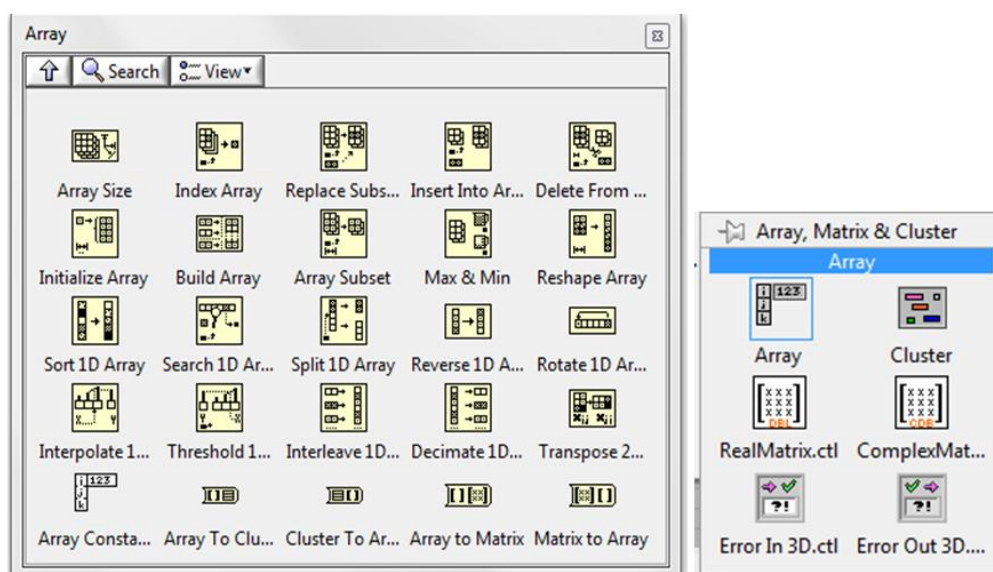 Array
Search View
Array Size Index Array Replace Subs... Insert Into Ar... Delete From ...
Initialize Array Build Array Array Subset Max & Min Reshape Array
Sort 1D Array Search 1D Ar... Split 1D Array Reverse 1D A... Rotate 1D Ar...
Interpolate 1... Threshold 1... Interleave 1D... Decimate 1D... Transpose 2...
Array Consta... Array To Clu... Cluster To Ar... Array to Matrix Matrix to Array
Array, Matrix & Cluster
Array
123
Array Cluster
DBL CDB
RealMatrix.ctl ComplexMat...
?! ?!
Error In 3D.ctl Error Out 3D....